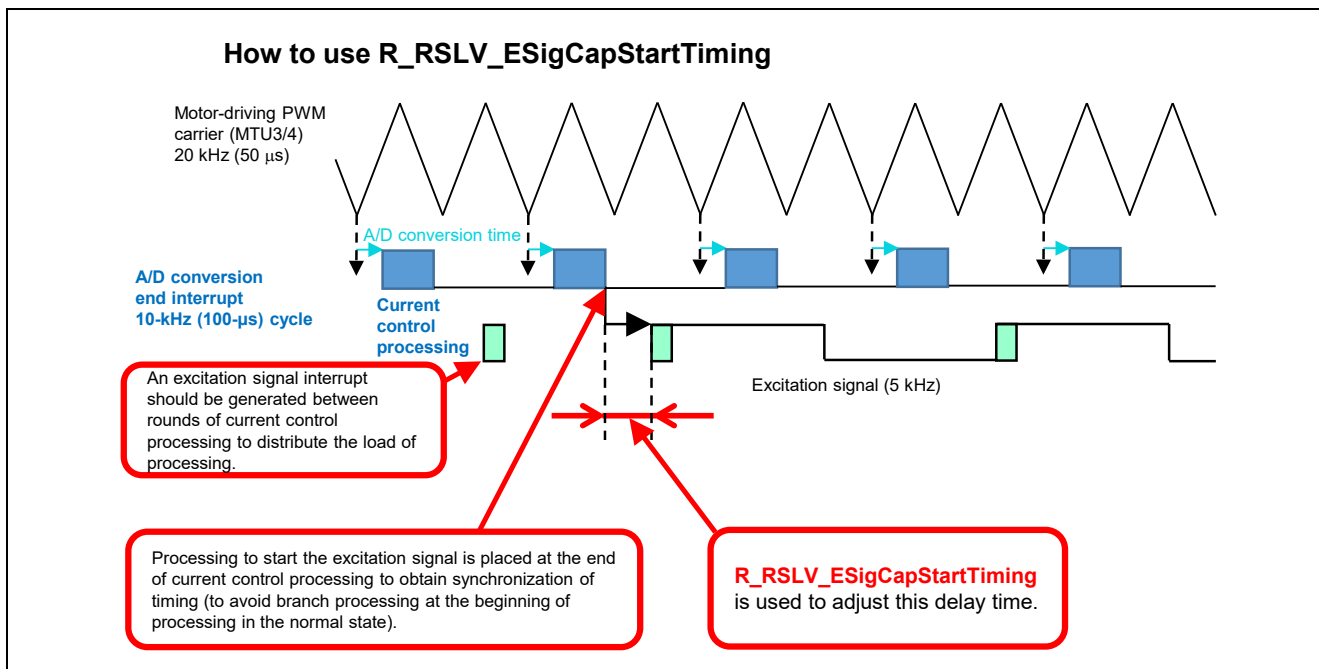 How to use R_RSLV_ESigCapStartTiming
Motor-driving PWM
carrier (MTU3/4)
20 kHz (50 μs)
A/D conversion time
A/D conversion
end interrupt
10-kHz (100-μs) cycle
Current
control
processing
An excitation signal interrupt
should be generated between
rounds of current control
processing to distribute the load of
processing.
Excitation signal (5 kHz)
Processing to start the excitation signal is placed at the end
of current control processing to obtain synchronization of
timing (to avoid branch processing at the beginning of
processing in the normal state).
R_RSLV_ESigCapStartTiming
is used to adjust this delay time.